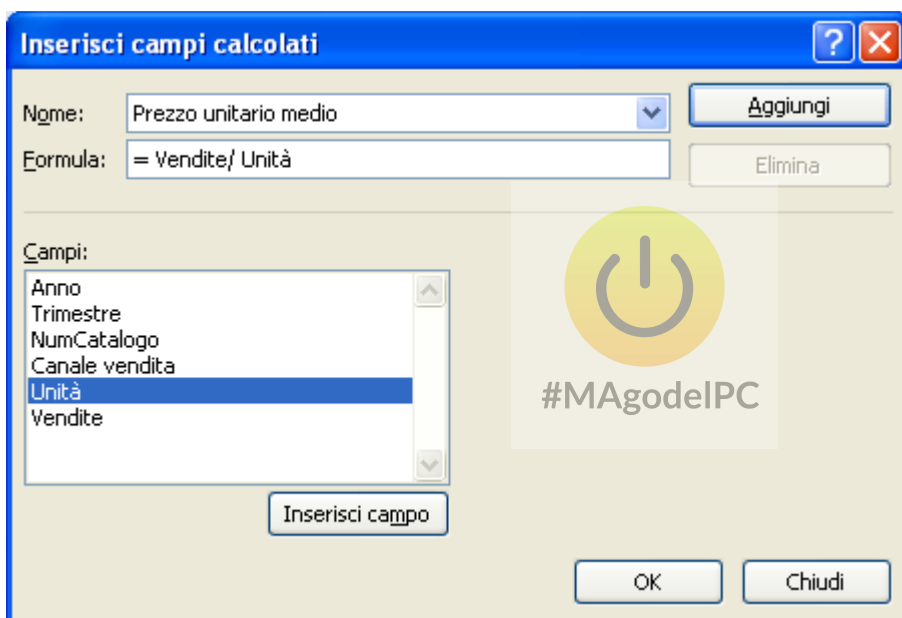 Inserisci campi calcolati
Nome: Prezzo unitario medio Aggiungi
Formula: = Vendite/ Unità Elimina
Campi:
Anno
Trimestre
NumCatalogo
Canale vendita
Unità
Vendite
#MAgodelPC
Inserisci campo
OK Chiudi